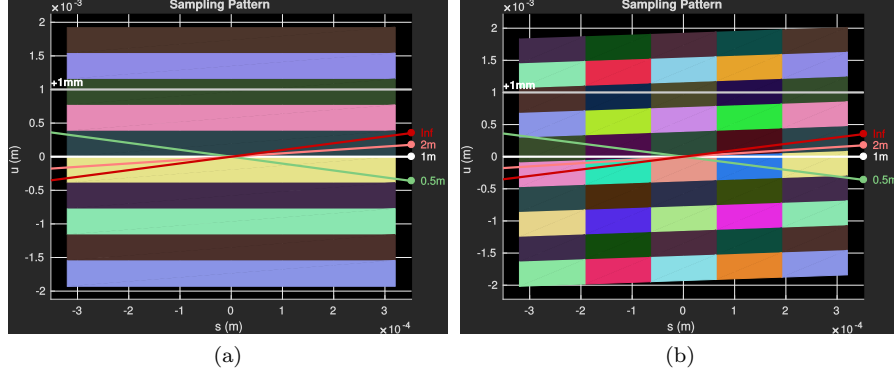 Sampling Pattern
×10⁻³
2
1.5
1
0.5
0
-0.5
-1
-1.5
-2
u (m)
+1mm
Inf
2m
1m
0.5m
-3
-2
-1
0
1
2
3
s (m)
×10⁻⁴
(a)
Sampling Pattern
×10⁻³
2
1.5
1
0.5
0
-0.5
-1
-1.5
-2
u (m)
+1mm
Inf
2m
1m
0.5m
-3
-2
-1
0
1
2
3
s (m)
×10⁻⁴
(b)